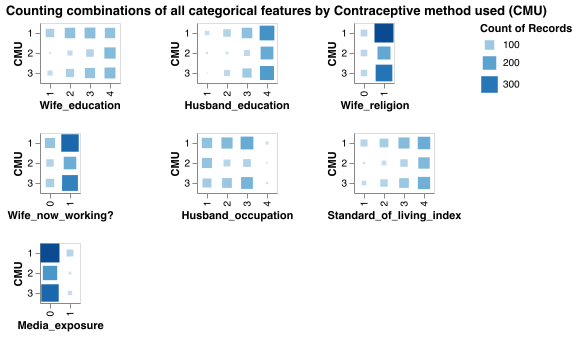 Counting combinations of all categorical features by Contraceptive method used (CMU)
Count of Records
100
200
300
CMU
1
2
3
1 2 3 4
Wife_education
CMU
1
2
3
1 2 3 4
Husband_education
CMU
1
2
3
0 1
Wife_religion
CMU
1
2
3
0 1
Wife_now_working?
CMU
1
2
3
1 2 3 4
Husband_occupation
CMU
1
2
3
1 2 3 4
Standard_of_living_index
CMU
1
2
3
0 1
Media_exposure